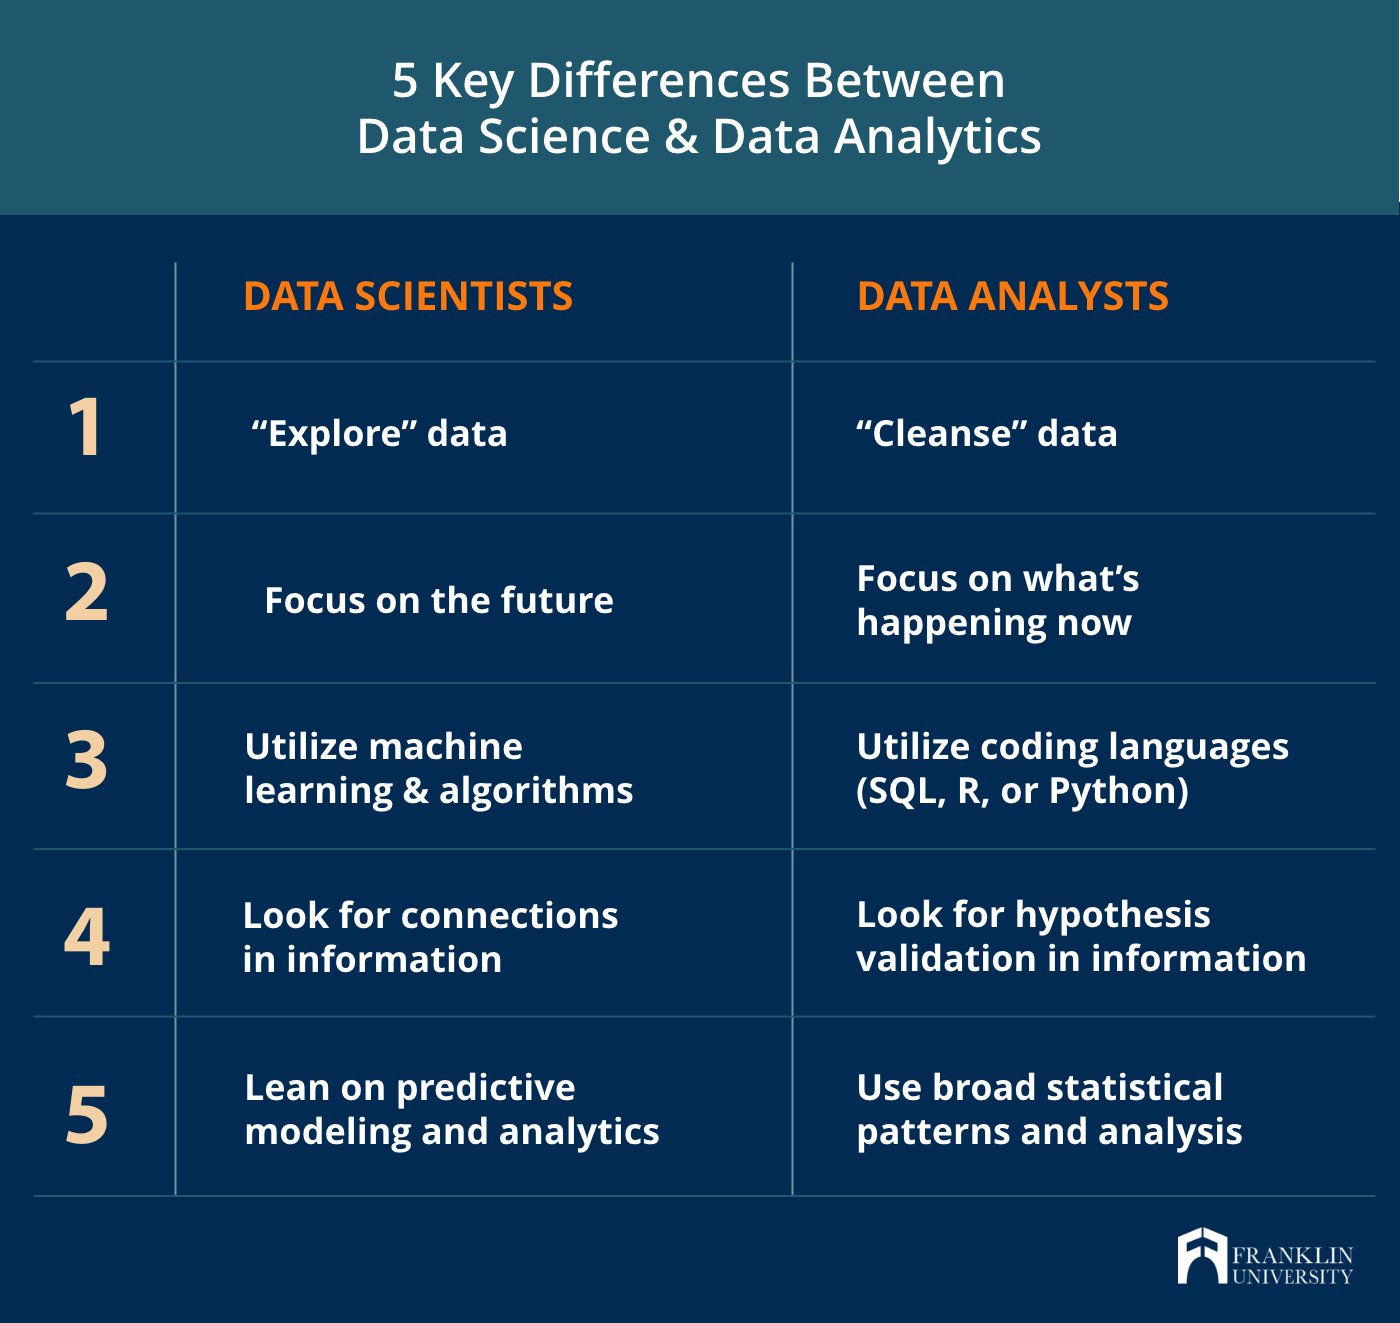 5 Key Differences Between
Data Science & Data Analytics
DATA SCIENTISTS
DATA ANALYSTS
1
“Explore” data
“Cleanse” data
2
Focus on the future
Focus on what’s
happening now
3
Utilize machine
learning & algorithms
Utilize coding languages
(SQL, R, or Python)
4
Look for connections
in information
Look for hypothesis
validation in information
5
Lean on predictive
modeling and analytics
Use broad statistical
patterns and analysis
FRANKLIN
UNIVERSITY